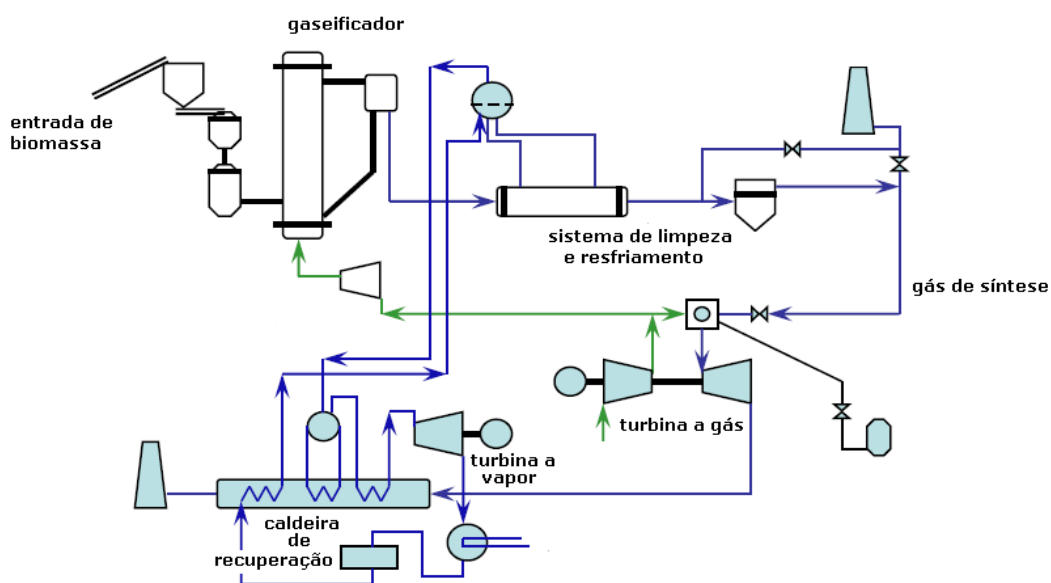 gaseificador
entrada de
biomassa
sistema de limpeza
e resfriamento
gás de síntese
turbina a gás
turbina a
vapor
caldeira
de
recuperação